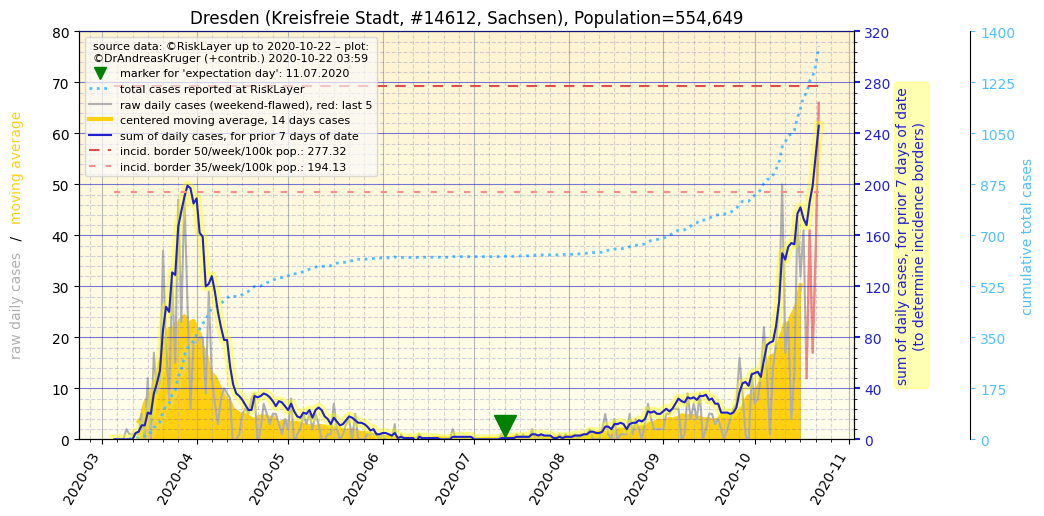 Dresden (Kreisfreie Stadt, #14612, Sachsen), Population=554,649
source data: ©RiskLayer up to 2020-10-22 – plot:
©DrAndreasKruger (+contrib.) 2020-10-22 03:59
marker for 'expectation day': 11.07.2020
total cases reported at RiskLayer
raw daily cases (weekend-flawed), red: last 5
centered moving average, 14 days cases
sum of daily cases, for prior 7 days of date
incid. border 50/week/100k pop.: 277.32
incid. border 35/week/100k pop.: 194.13
raw daily cases / moving average
80
70
60
50
40
30
20
10
0
2020-03
2020-04
2020-05
2020-06
2020-07
2020-08
2020-09
2020-10
2020-11
320
280
240
200
160
120
80
40
0
sum of daily cases, for prior 7 days of date
(to determine incidence borders)
1400
1225
1050
875
700
525
350
175
0
cumulative total cases